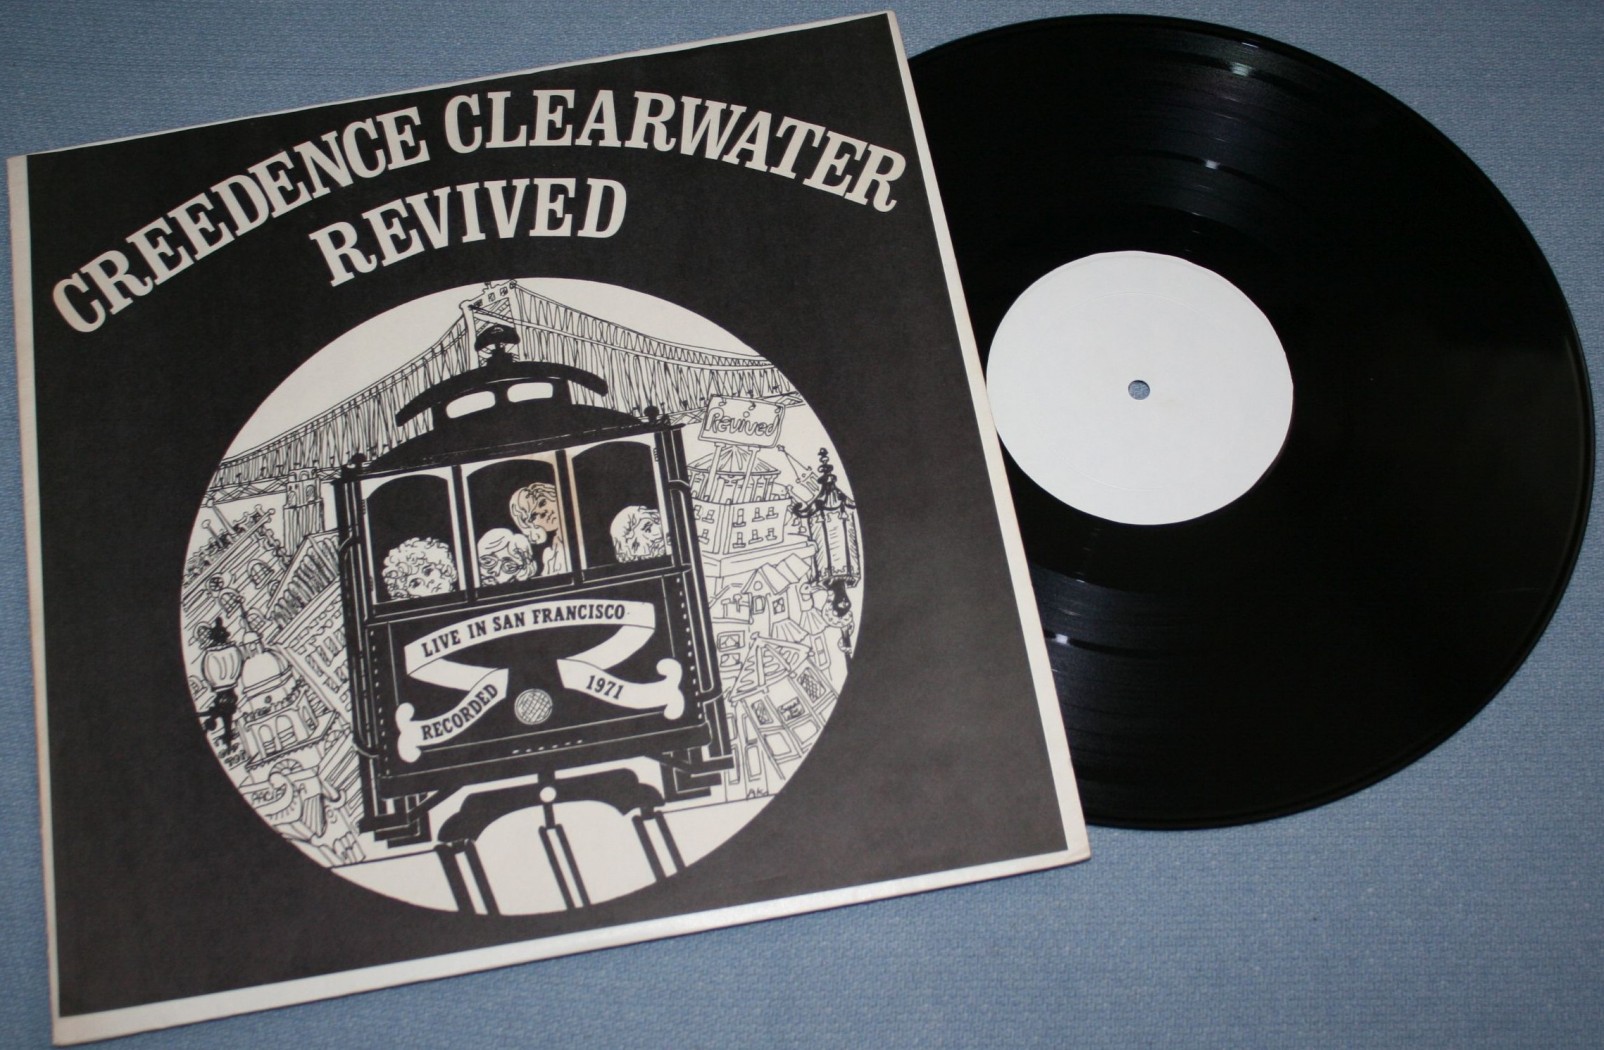 CREEDENCE CLEARWATER
REVIVED
Revived
LIVE IN SAN FRANCISCO
RECORDED 1971